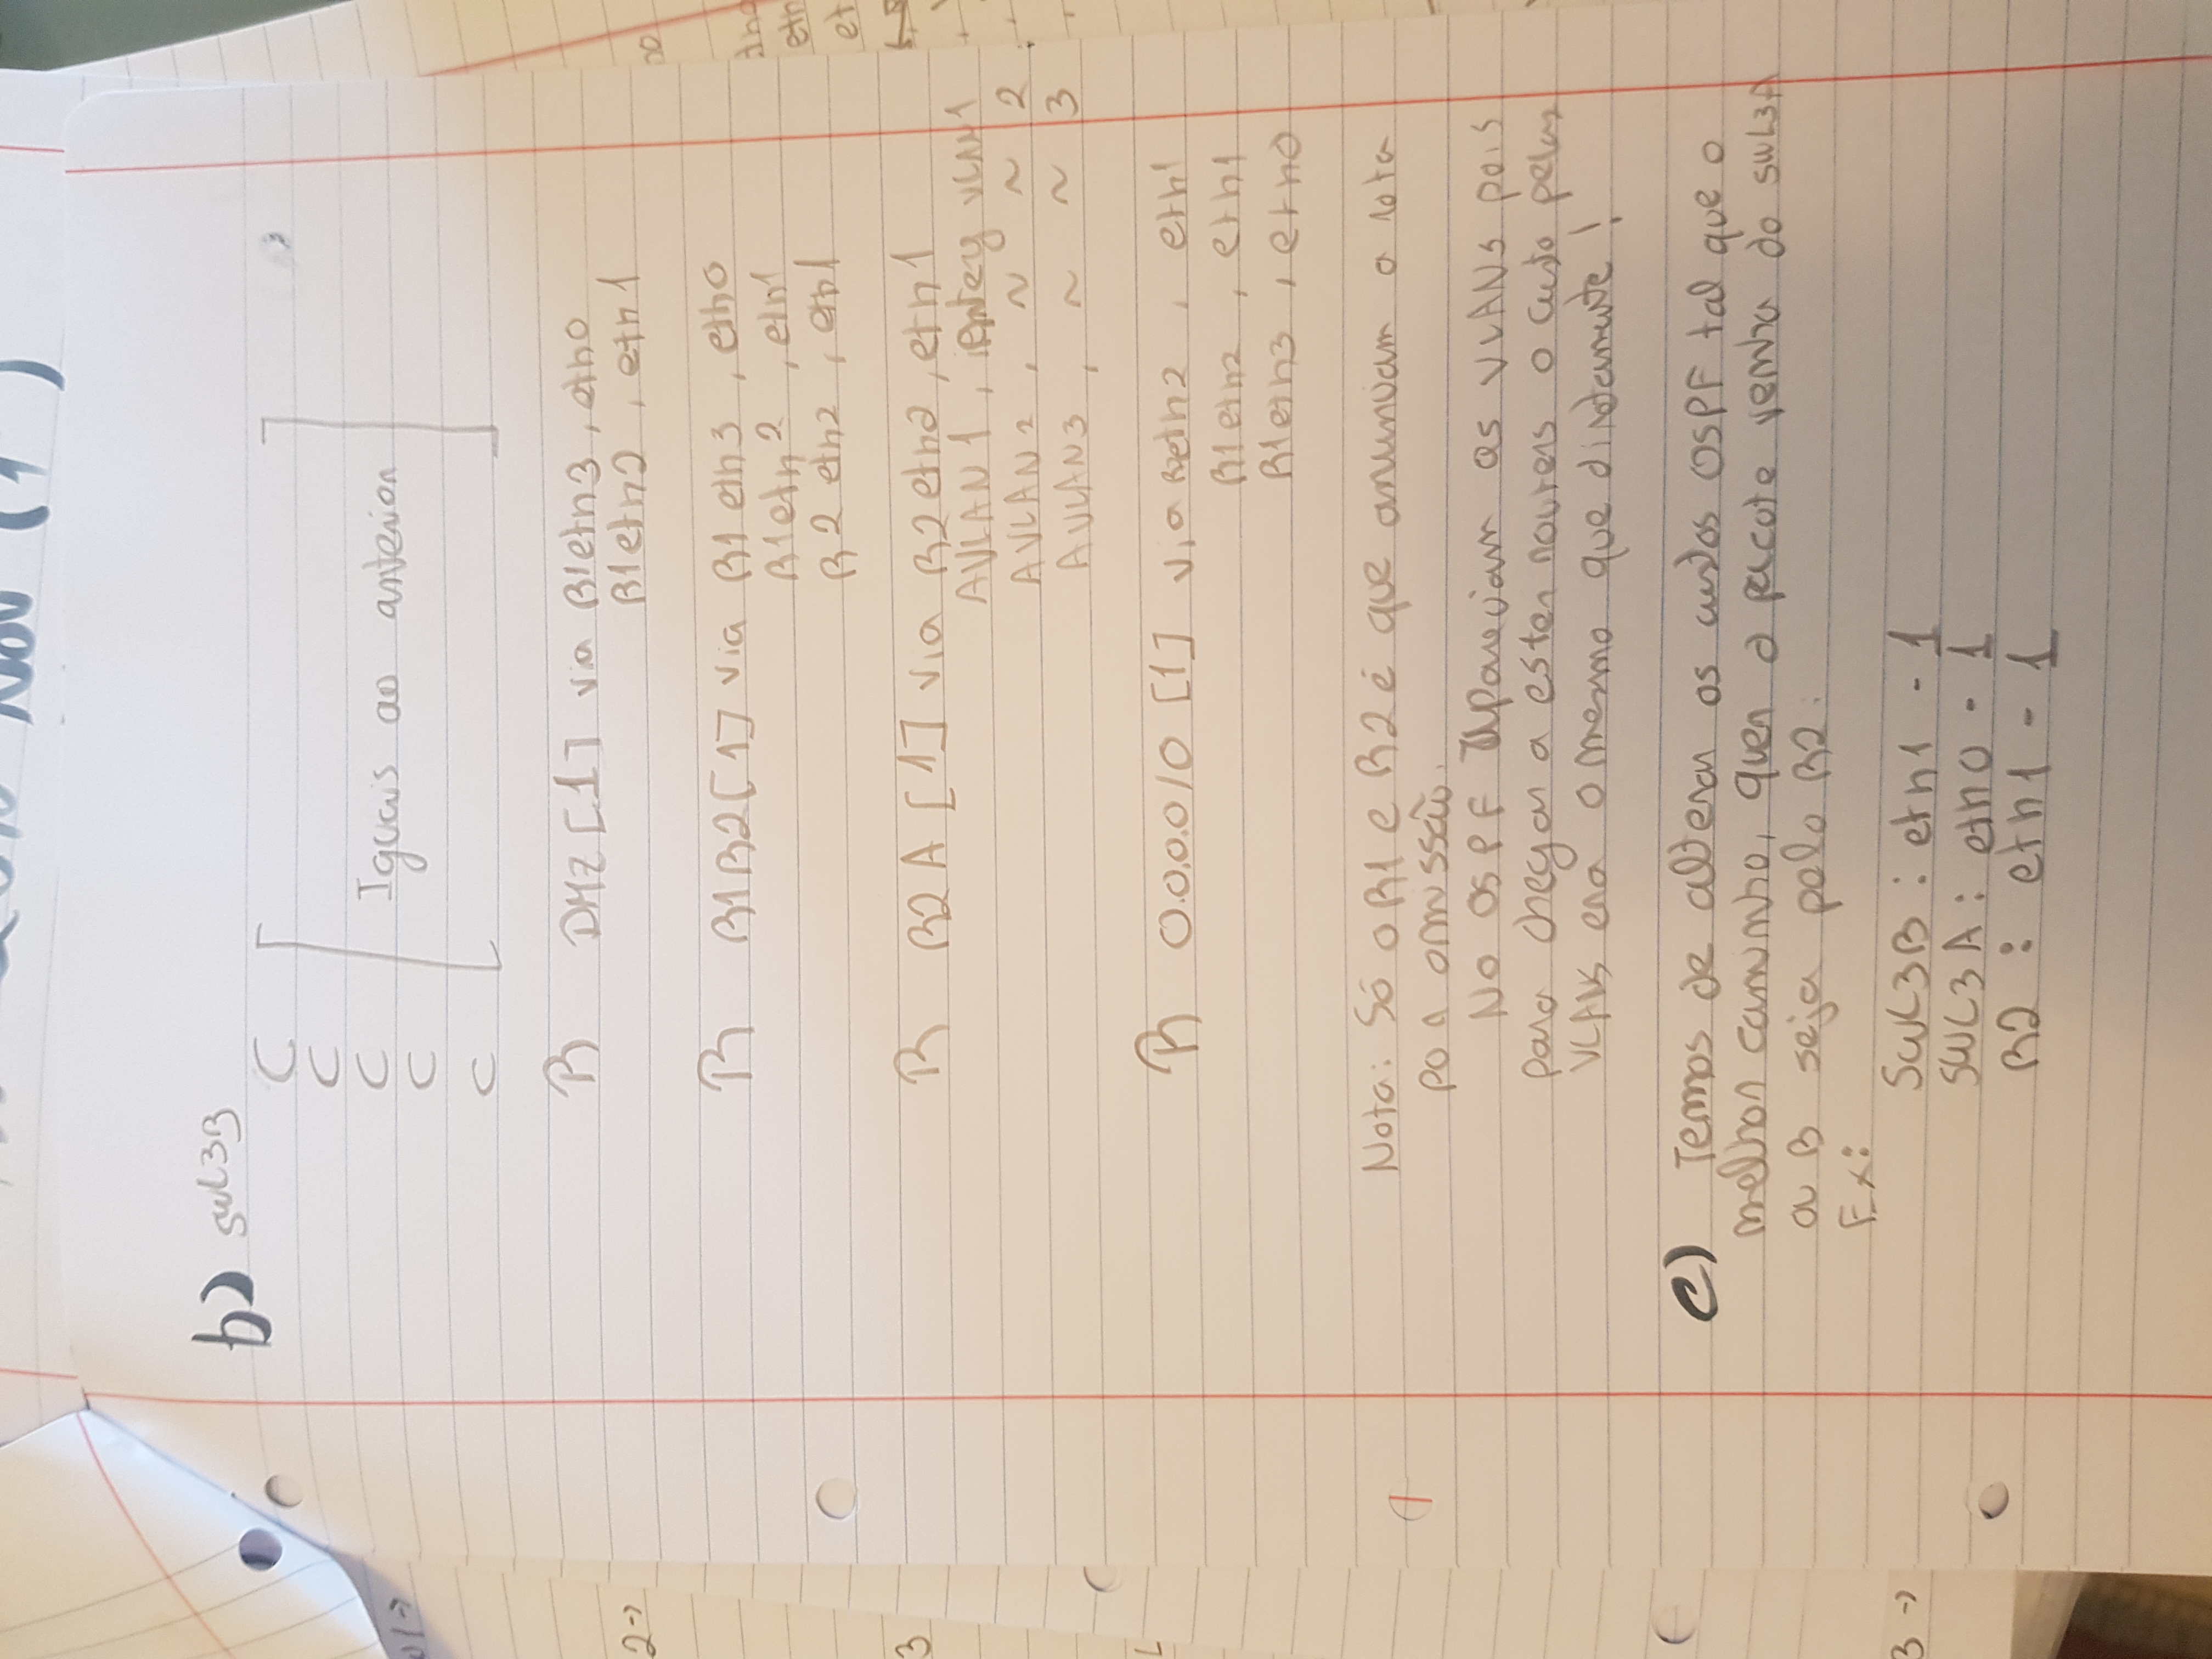 Nov (1)
b) SWL3B
C
C
C Iguais ao anterior
C
C
R DMZ [1] via R1eth3, eth0
R1eth2, eth1
R R1R2 [1] via R1 eth3, eth0
R1eth2, eth1
R2 eth2, eth1
R R2A [1] via R2eth2, eth1
AVLAN1, VLAN1
AVLAN2, ~ ~ 2
AVLAN3, ~ ~ 3
R 0.0.0.0/0 [1] via R2eth2, eth1
R1eth2, eth1
R1eth3, eth0
Nota: Só o R1 e R2 é que anunciam a rota
por omissão.
No OSPF apareciam as VLANs pois
para chegar a estes routers o custo pelas
VLANs era o mesmo que diretamente!
c) Temos de alterar os custos OSPF tal que o
melhor caminho, quer o pacote venha do SWL3A
ou B seja pelo R2.
Ex:
SWL3B: eth1 - 1
SWL3A: eth0 - 1
R2 : eth1 - 1
2->
3
3 ->